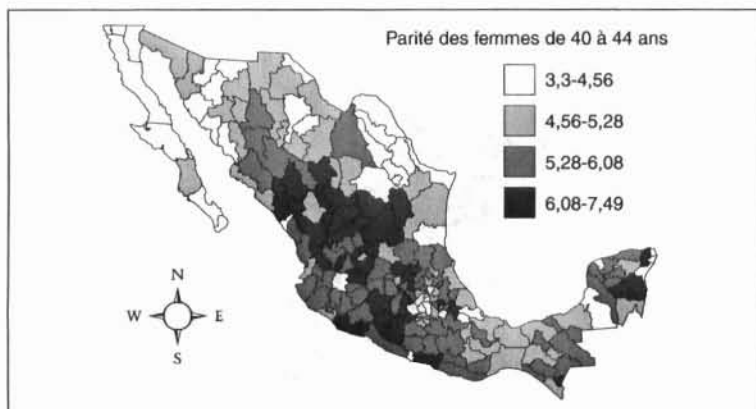 Parité des femmes de 40 à 44 ans
3,3-4,56
4,56-5,28
5,28-6,08
6,08-7,49
N
W E
S